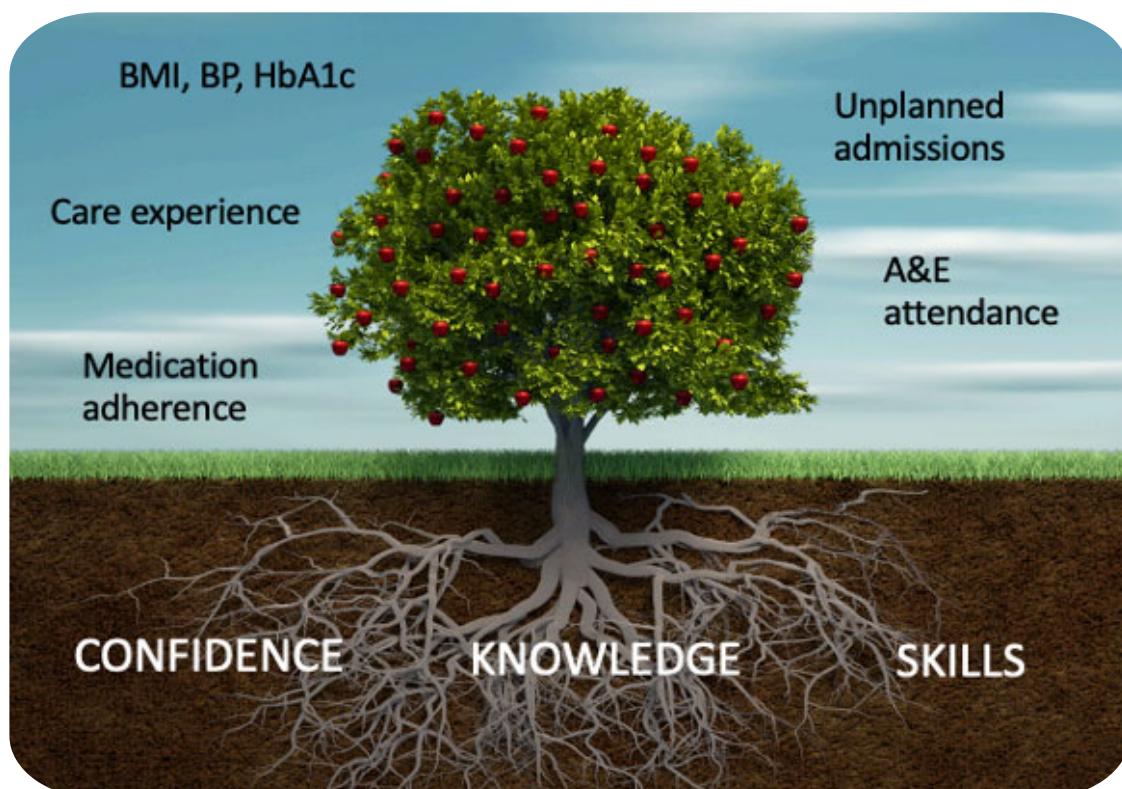 BMI, BP, HbA1c
Unplanned
admissions
Care experience
A&E
attendance
Medication
adherence
CONFIDENCE KNOWLEDGE SKILLS